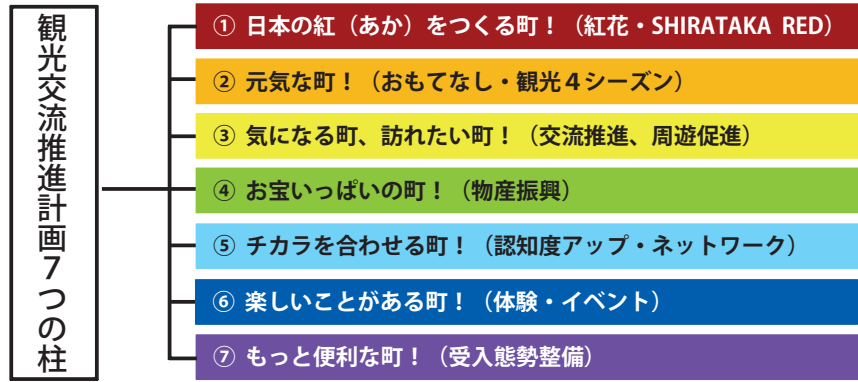 観光交流推進計画7つの柱
① 日本の紅（あか）をつくる町！（紅花・SHIRATAKA RED）
② 元気な町！（おもてなし・観光４シーズン）
③ 気になる町、訪れたい町！（交流推進、周遊促進）
④ お宝いっぱいの町！（物産振興）
⑤ チカラを合わせる町！（認知度アップ・ネットワーク）
⑥ 楽しいことがある町！（体験・イベント）
⑦ もっと便利な町！（受入態勢整備）